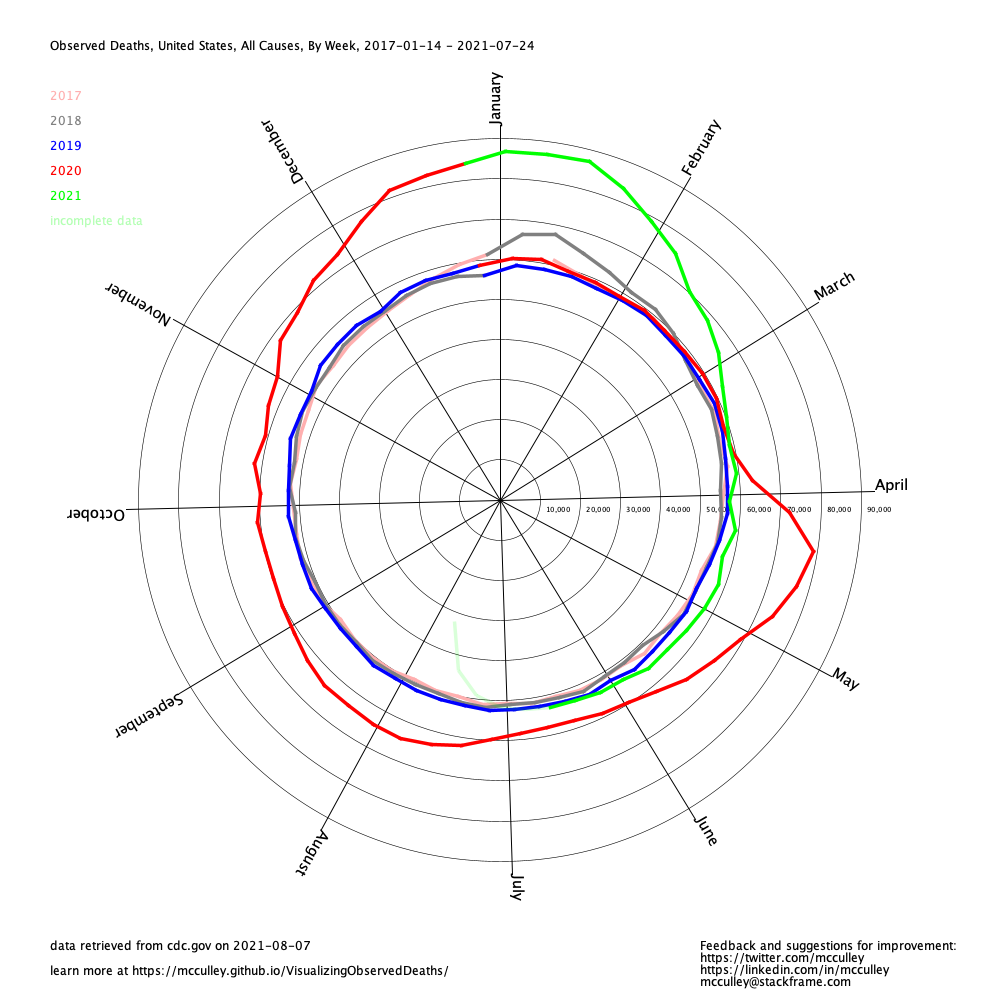 Observed Deaths, United States, All Causes, By Week, 2017-01-14 - 2021-07-24
2017
2018
2019
2020
2021
incomplete data
January
February
March
April
May
June
July
August
September
October
November
December
10,000
20,000
30,000
40,000
50,000
60,000
70,000
80,000
90,000
data retrieved from cdc.gov on 2021-08-07
learn more at https://mcculley.github.io/VisualizingObservedDeaths/
Feedback and suggestions for improvement:
https://twitter.com/mcculley
https://linkedin.com/in/mcculley
mcculley@stackframe.com